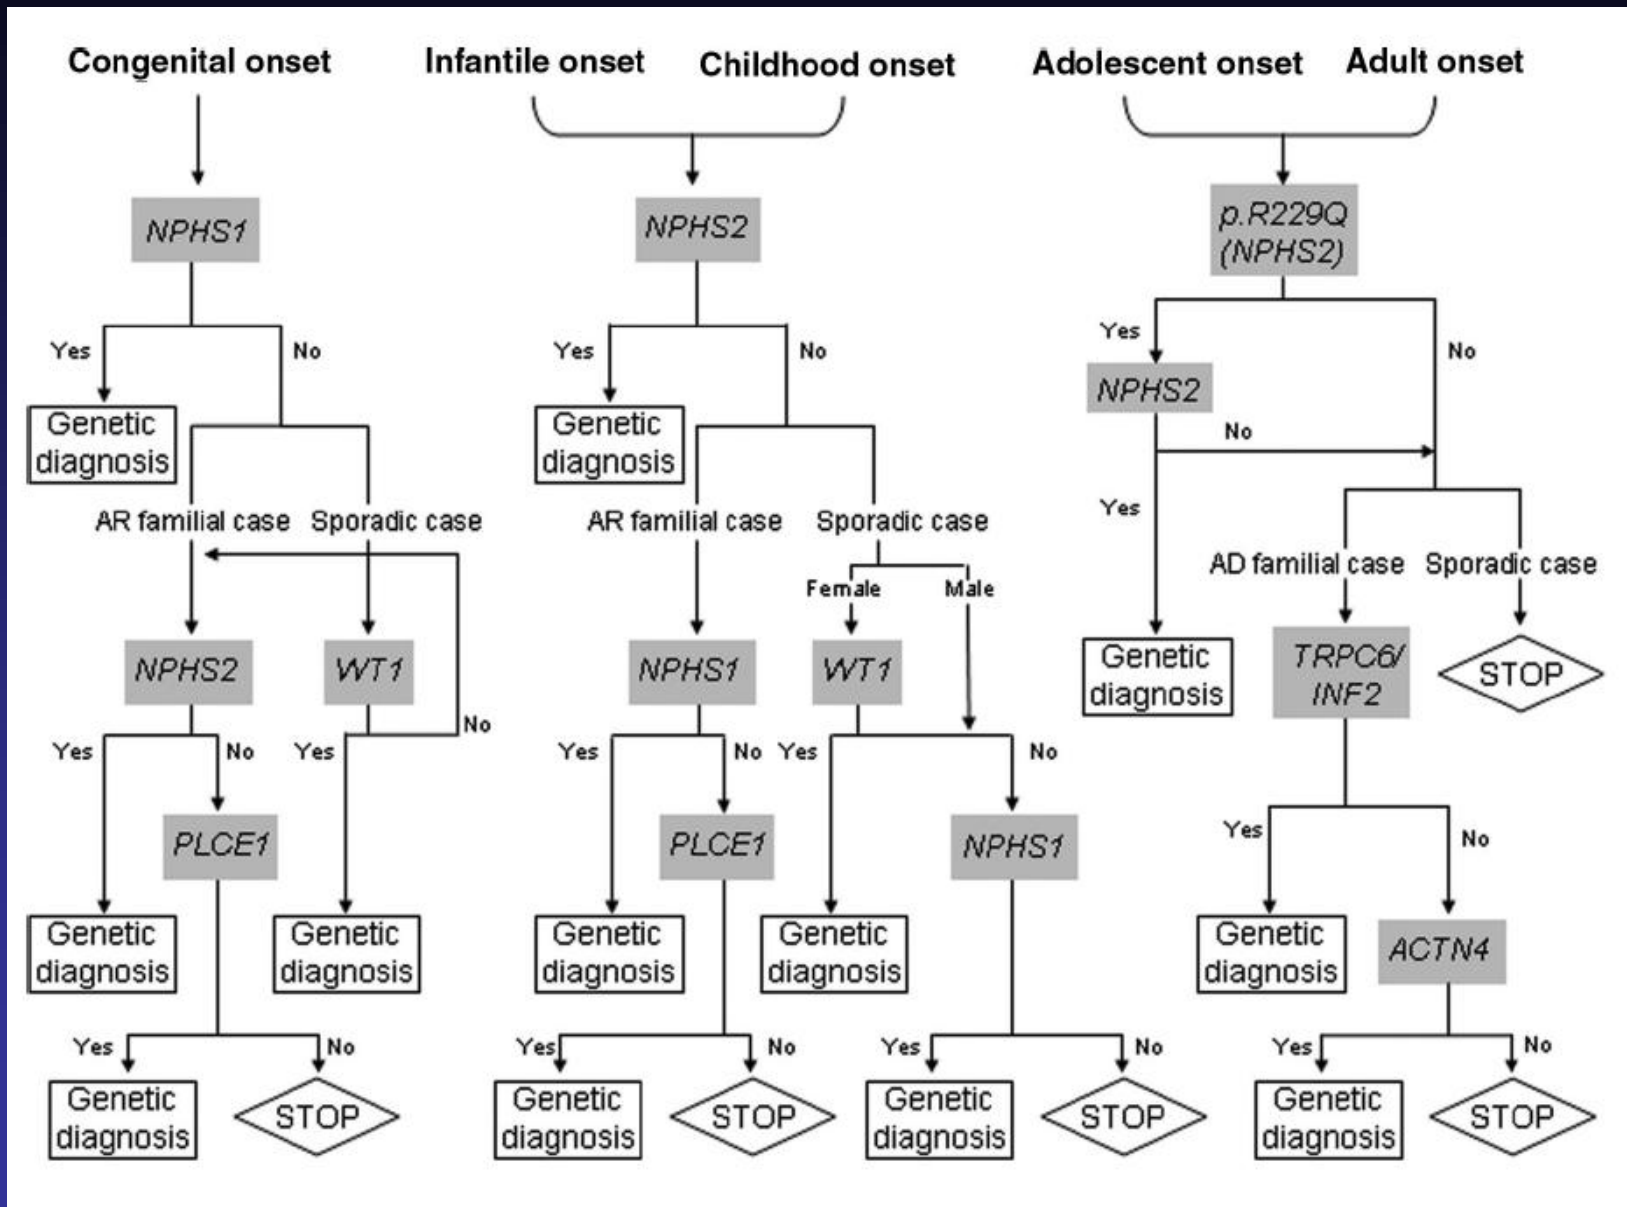 Congenital onset
Infantile onset
Childhood onset
Adolescent onset
Adult onset
NPHS1
Yes
No
Genetic
diagnosis
AR familial case
Sporadic case
NPHS2
WT1
Yes
No
Yes
No
PLCE1
Genetic
diagnosis
Genetic
diagnosis
Yes
No
Genetic
diagnosis
STOP
NPHS2
Yes
No
Genetic
diagnosis
AR familial case
Sporadic case
Female
Male
NPHS1
WT1
Yes
No
Yes
No
PLCE1
NPHS1
Genetic
diagnosis
Genetic
diagnosis
Yes
No
Yes
No
Genetic
diagnosis
STOP
Genetic
diagnosis
STOP
p.R229Q
(NPHS2)
Yes
No
NPHS2
No
Yes
AD familial case
Sporadic case
Genetic
diagnosis
TRPC6/
INF2
STOP
Yes
No
Genetic
diagnosis
ACTN4
Yes
No
Genetic
diagnosis
STOP